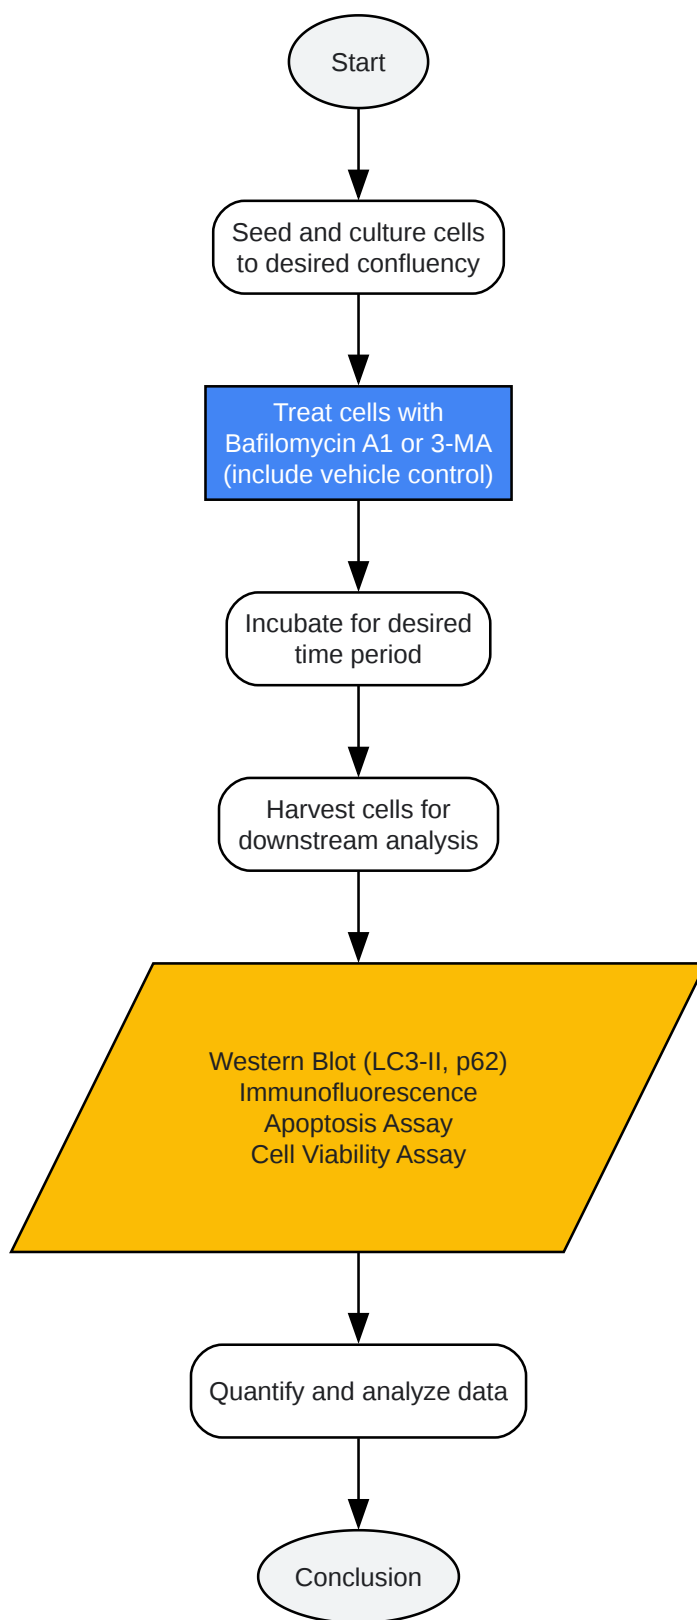 Start
Seed and culture cells
to desired confluency
Treat cells with
Bafilomycin A1 or 3-MA
(include vehicle control)
Incubate for desired
time period
Harvest cells for
downstream analysis
Western Blot (LC3-II, p62)
Immunofluorescence
Apoptosis Assay
Cell Viability Assay
Quantify and analyze data
Conclusion